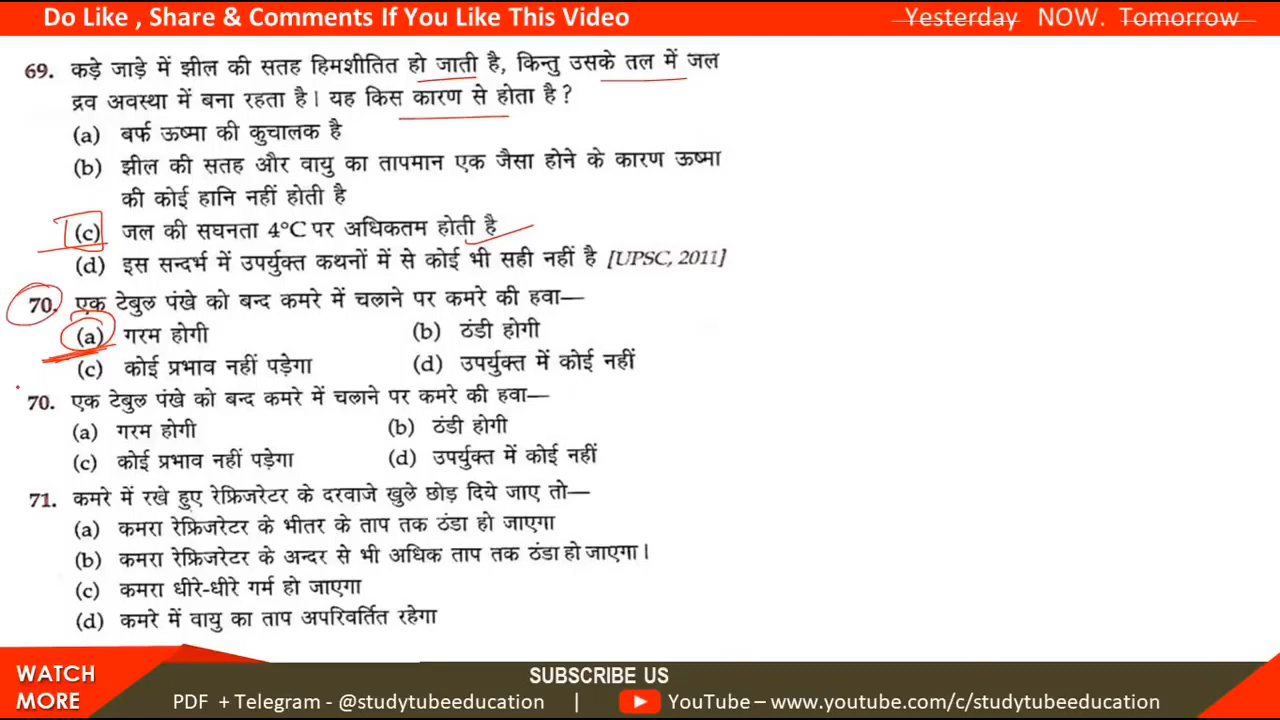 Do Like , Share & Comments If You Like This Video
Yesterday NOW. Tomorrow
69. कड़े जाड़े में झील की सतह हिमशीतित हो जाती है, किन्तु उसके तल में जल
द्रव अवस्था में बना रहता है। यह किस कारण से होता है ?
(a) बर्फ ऊष्मा की कुचालक है
(b) झील की सतह और वायु का तापमान एक जैसा होने के कारण ऊष्मा
की कोई हानि नहीं होती है
(c) जल की सघनता 4°C पर अधिकतम होती है
(d) इस सन्दर्भ में उपर्युक्त कथनों में से कोई भी सही नहीं है [UPSC, 2011]
70. एक टेबुल पंखे को बन्द कमरे में चलाने पर कमरे की हवा—
(a) गरम होगी (b) ठंडी होगी
(c) कोई प्रभाव नहीं पड़ेगा (d) उपर्युक्त में कोई नहीं
70. एक टेबुल पंखे को बन्द कमरे में चलाने पर कमरे की हवा—
(a) गरम होगी (b) ठंडी होगी
(c) कोई प्रभाव नहीं पड़ेगा (d) उपर्युक्त में कोई नहीं
71. कमरे में रखे हुए रेफ्रिजरेटर के दरवाजे खुले छोड़ दिये जाए तो—
(a) कमरा रेफ्रिजरेटर के भीतर के ताप तक ठंडा हो जाएगा
(b) कमरा रेफ्रिजरेटर के अन्दर से भी अधिक ताप तक ठंडा हो जाएगा।
(c) कमरा धीरे-धीरे गर्म हो जाएगा
(d) कमरे में वायु का ताप अपरिवर्तित रहेगा
WATCH MORE
SUBSCRIBE US
PDF + Telegram - @studytubeeducation | YouTube – www.youtube.com/c/studytubeeducation